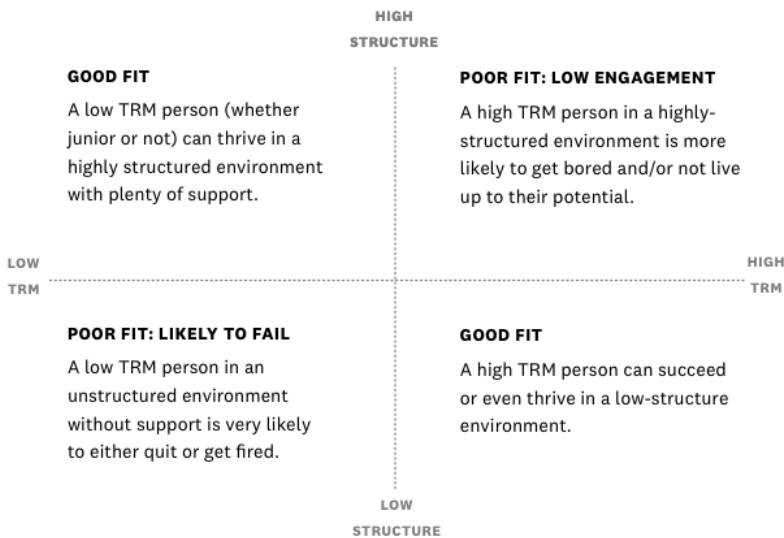 HIGH
STRUCTURE
GOOD FIT
A low TRM person (whether
junior or not) can thrive in a
highly structured environment
with plenty of support.
POOR FIT: LOW ENGAGEMENT
A high TRM person in a highly-
structured environment is more
likely to get bored and/or not live
up to their potential.
LOW
TRM
HIGH
TRM
POOR FIT: LIKELY TO FAIL
A low TRM person in an
unstructured environment
without support is very likely
to either quit or get fired.
GOOD FIT
A high TRM person can succeed
or even thrive in a low-structure
environment.
LOW
STRUCTURE